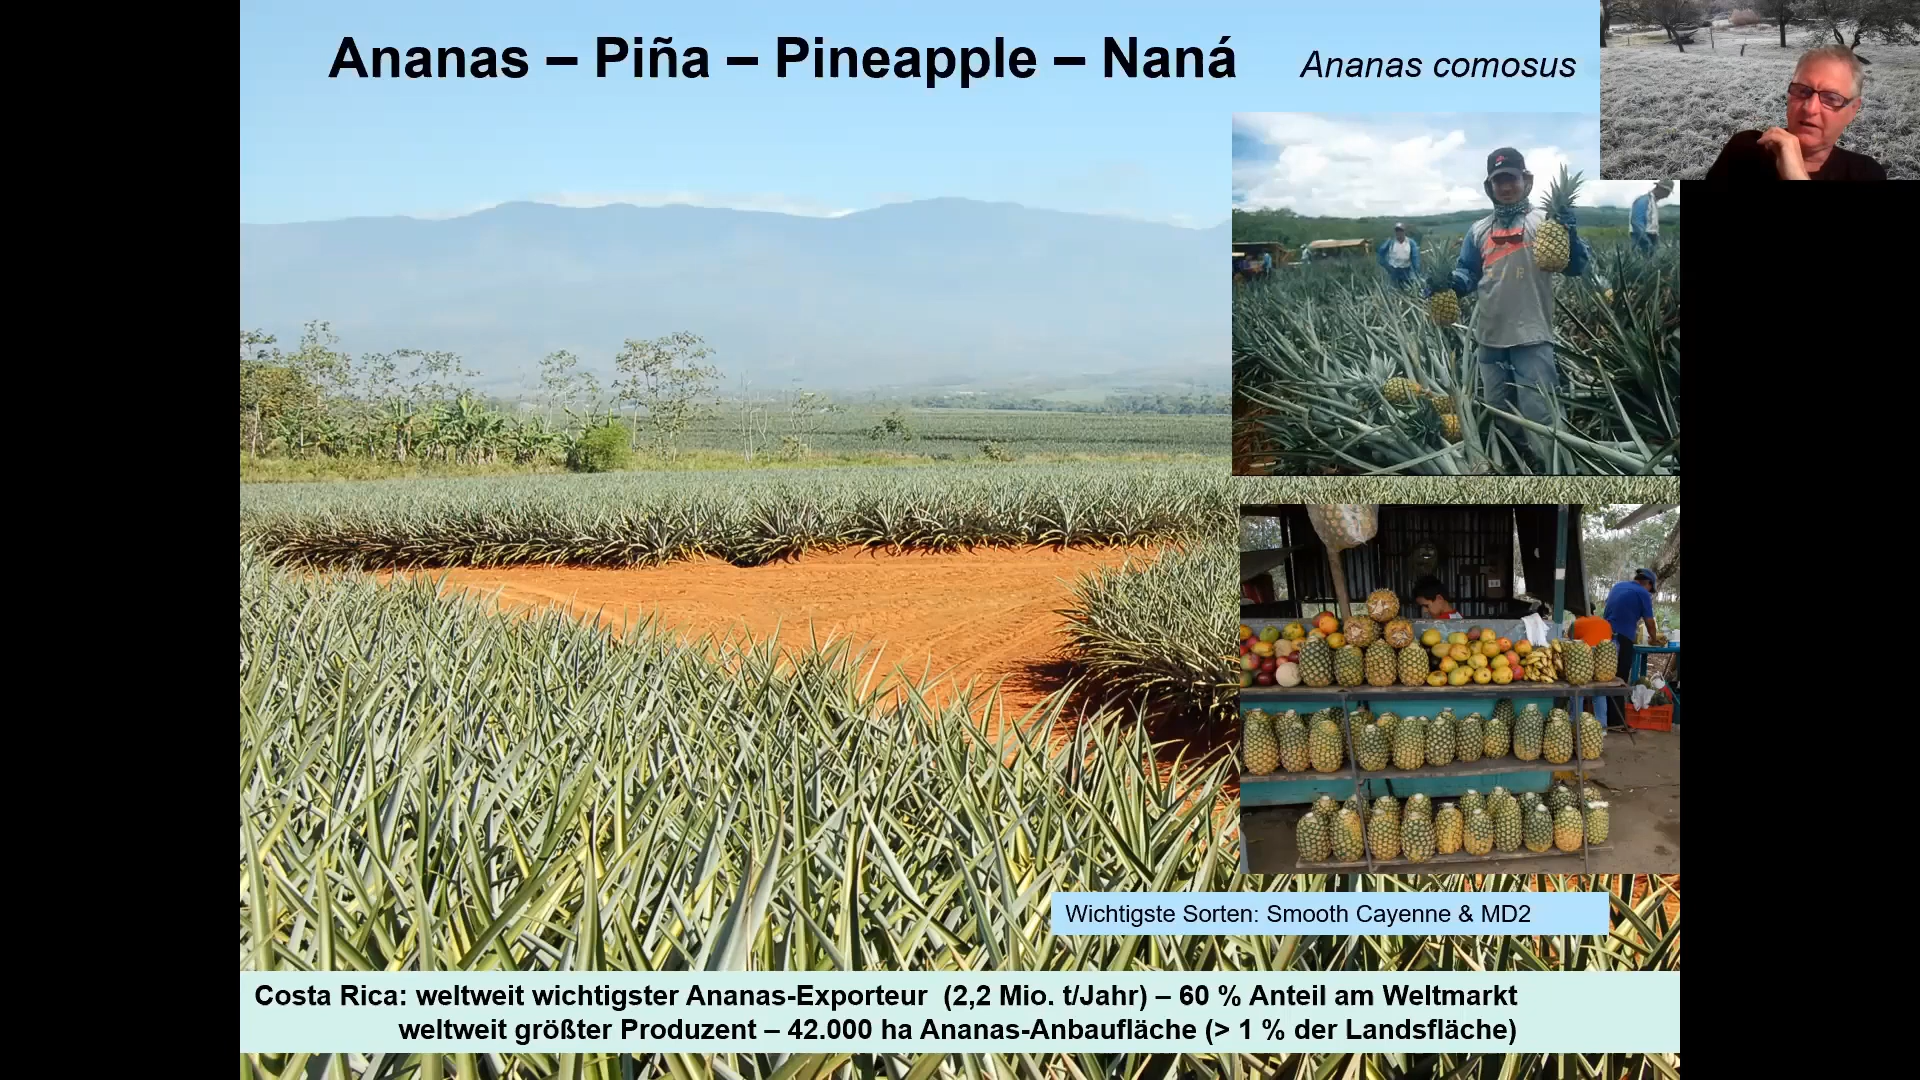 Ananas – Piña – Pineapple – Naná
Ananas comosus
Wichtigste Sorten: Smooth Cayenne & MD2
Costa Rica: weltweit wichtigster Ananas-Exporteur (2,2 Mio. t/Jahr) – 60 % Anteil am Weltmarkt
weltweit größter Produzent – 42.000 ha Ananas-Anbaufläche (> 1 % der Landsfläche)